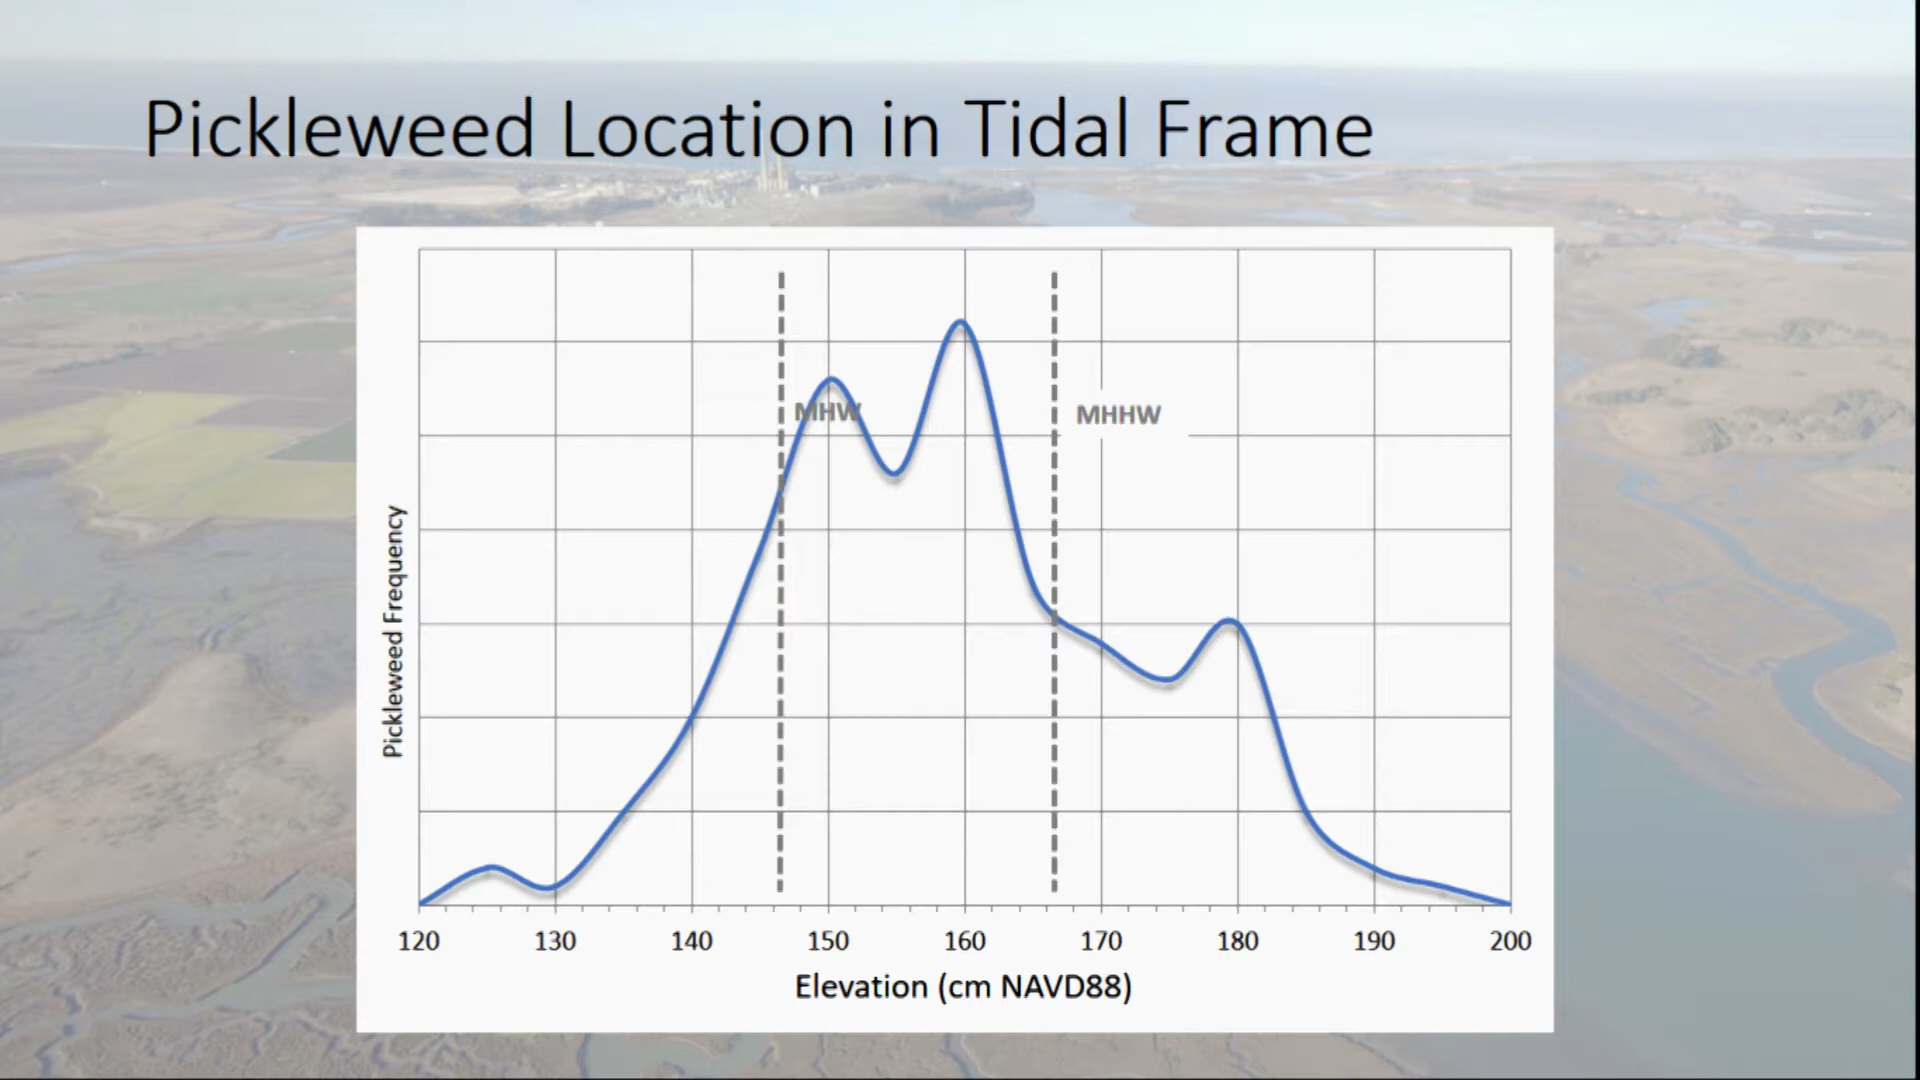 Pickleweed Location in Tidal Frame
MHW
MHHW
Pickleweed Frequency
120 130 140 150 160 170 180 190 200
Elevation (cm NAVD88)